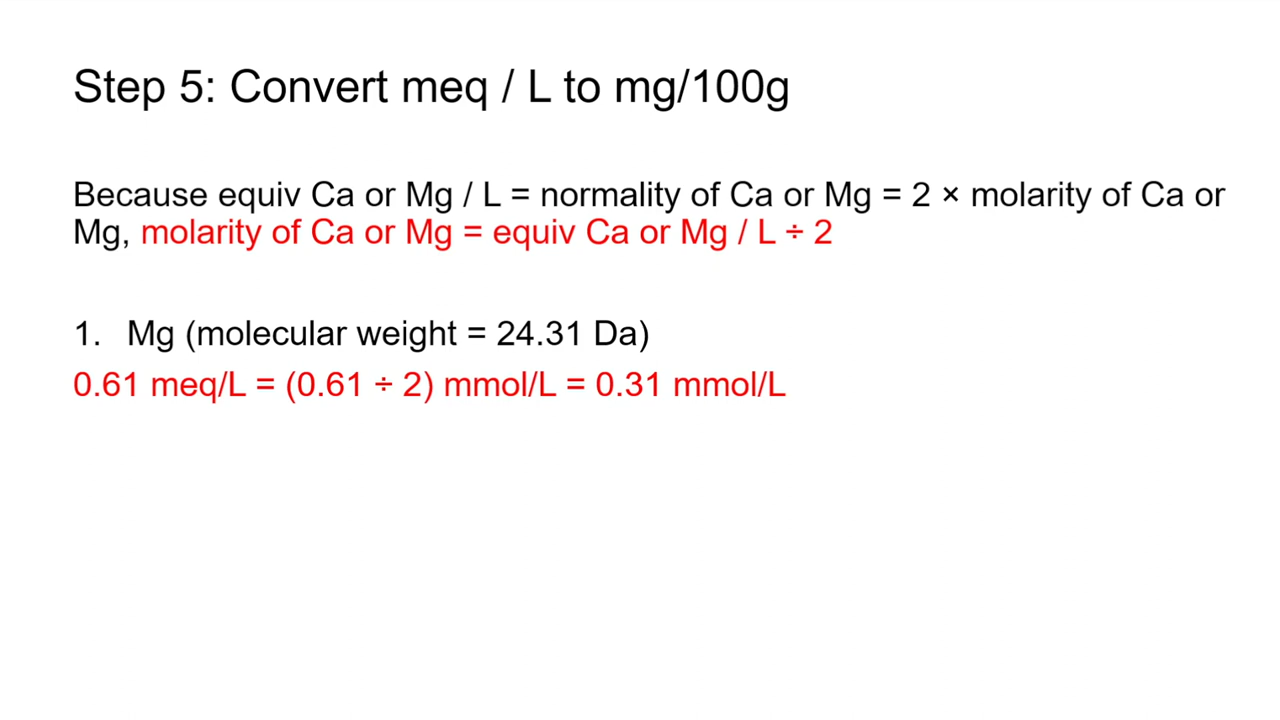 Step 5: Convert meq / L to mg/100g
Because equiv Ca or Mg / L = normality of Ca or Mg = 2 × molarity of Ca or
Mg, molarity of Ca or Mg = equiv Ca or Mg / L ÷ 2
1. Mg (molecular weight = 24.31 Da)
0.61 meq/L = (0.61 ÷ 2) mmol/L = 0.31 mmol/L